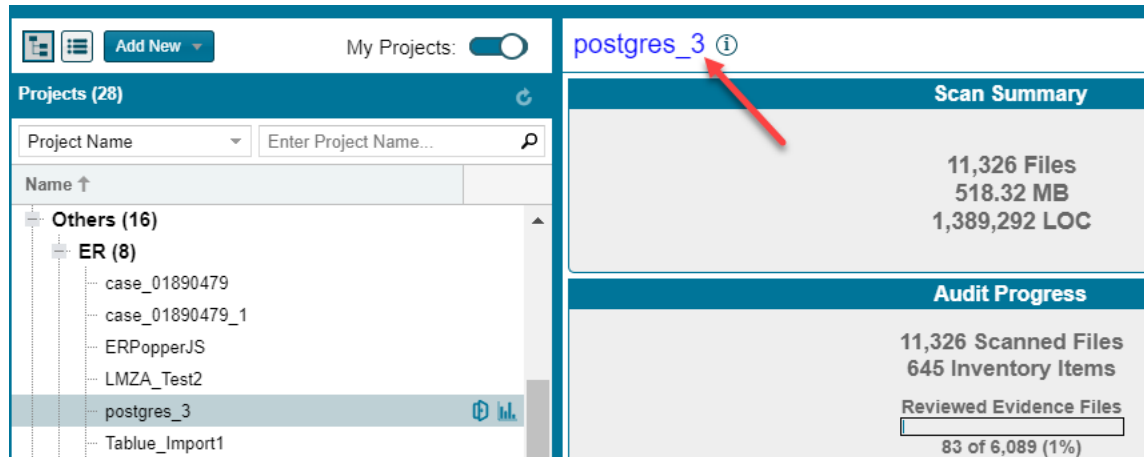 Add New
My Projects:
Projects (28)
Project Name
Enter Project Name...
Name
Others (16)
ER (8)
case_01890479
case_01890479_1
ERPopperJS
LMZA_Test2
postgres_3
Tablue_Import1
postgres_3
Scan Summary
11,326 Files
518.32 MB
1,389,292 LOC
Audit Progress
11,326 Scanned Files
645 Inventory Items
Reviewed Evidence Files
83 of 6,089 (1%)